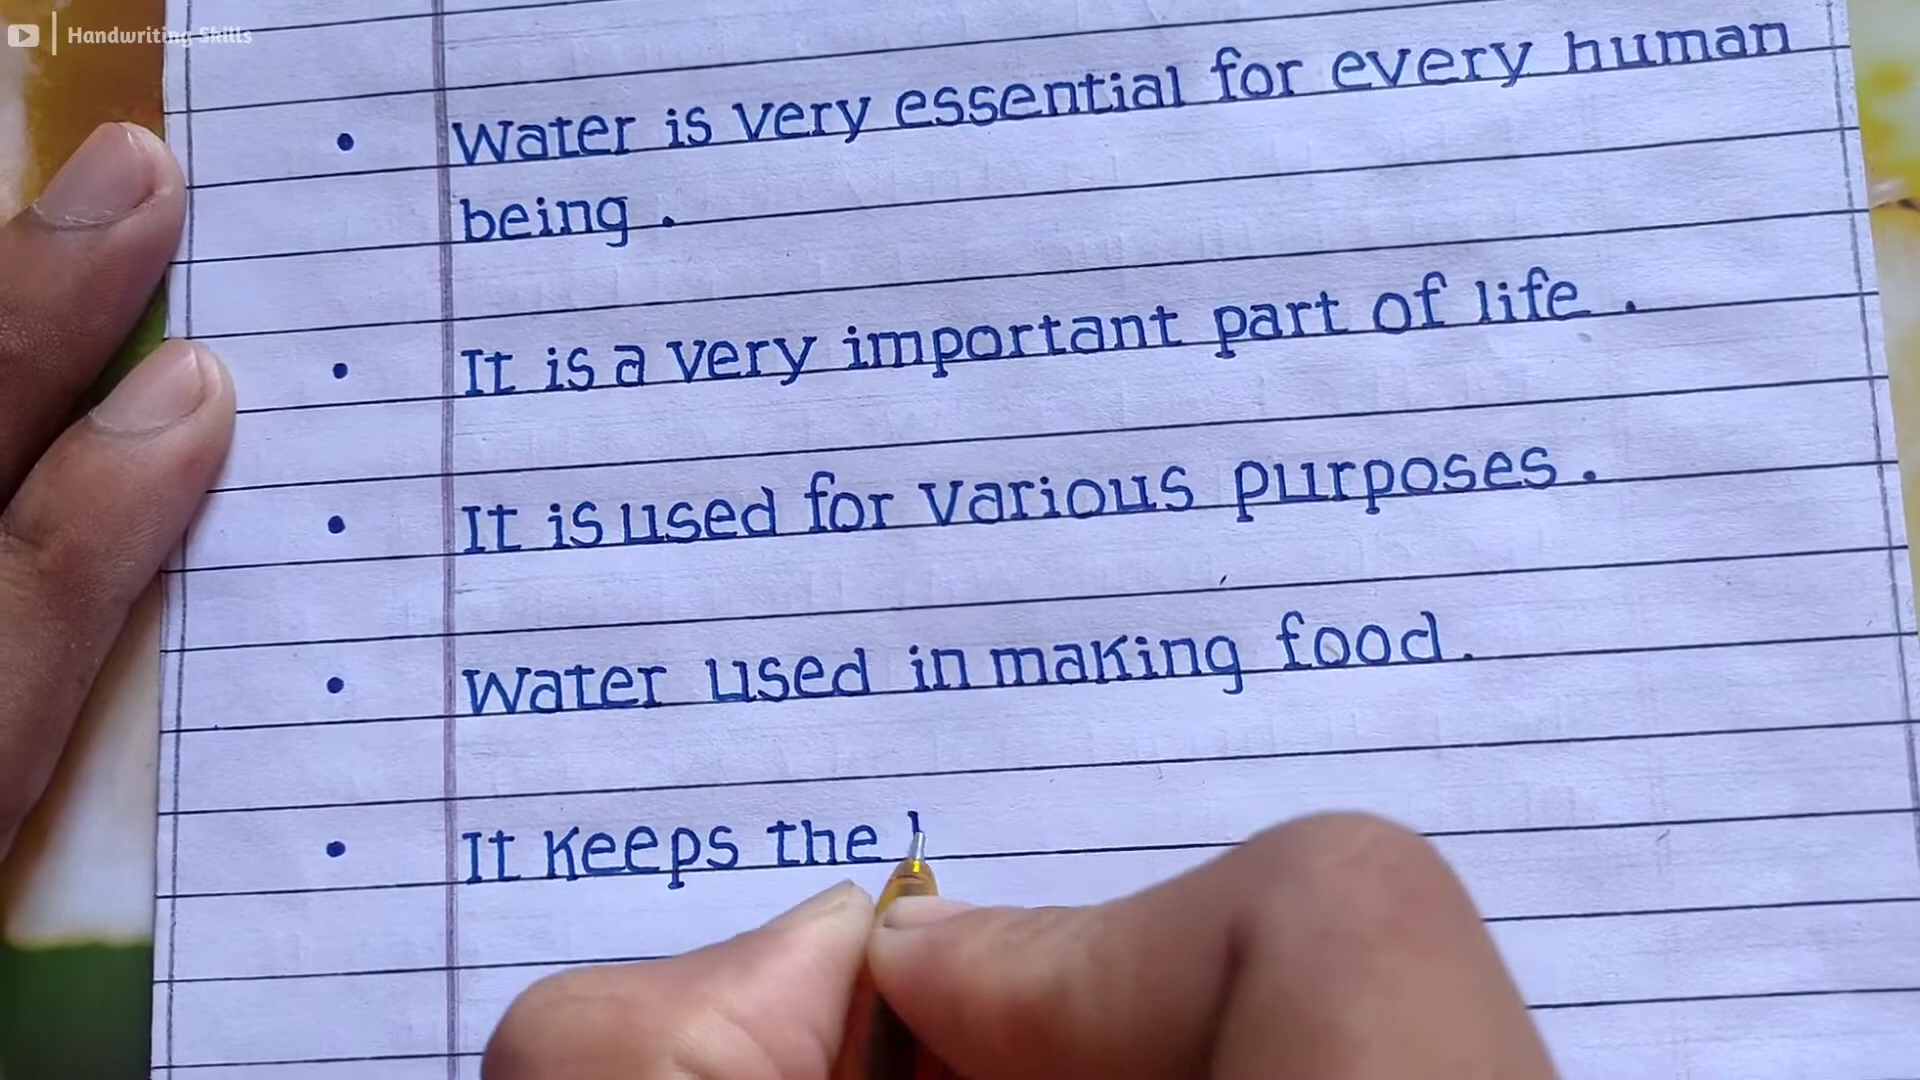 Handwriting Skills
• Water is very essential for every human
being .
• It is a very important part of life .
• It is used for various purposes .
• Water used in making food .
• It keeps the